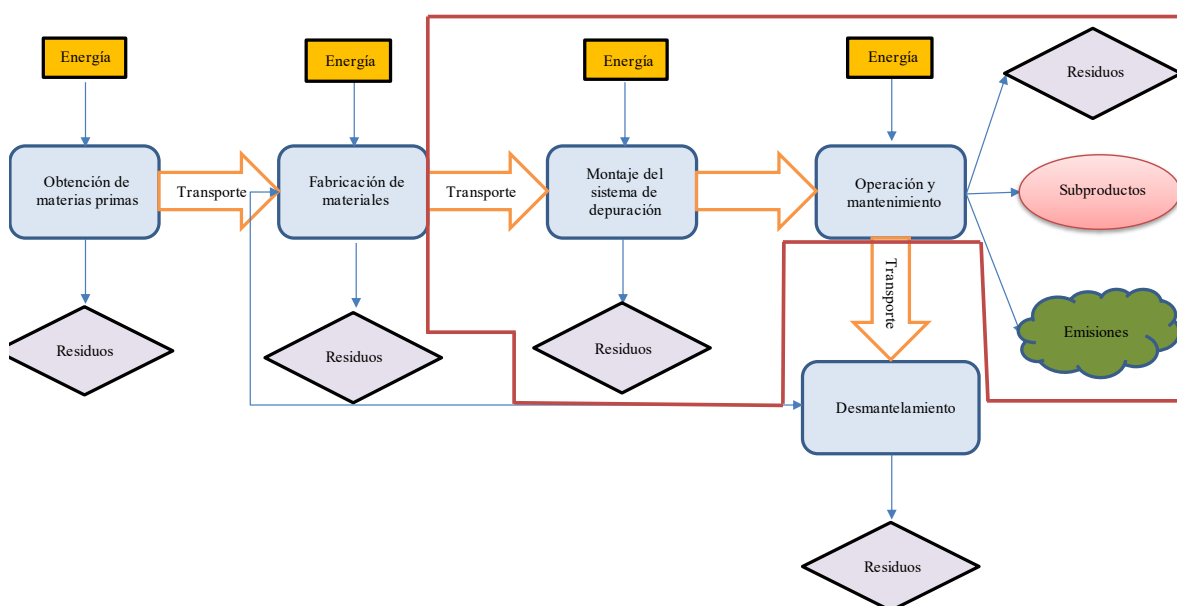 Energía
Energía
Energía
Energía
Residuos
Obtención de
materias primas
Transporte
Fabricación de
materiales
Transporte
Montaje del
sistema de
depuración
Operación y
mantenimiento
Subproductos
Transporte
Emisiones
Residuos
Residuos
Residuos
Desmantelamiento
Residuos